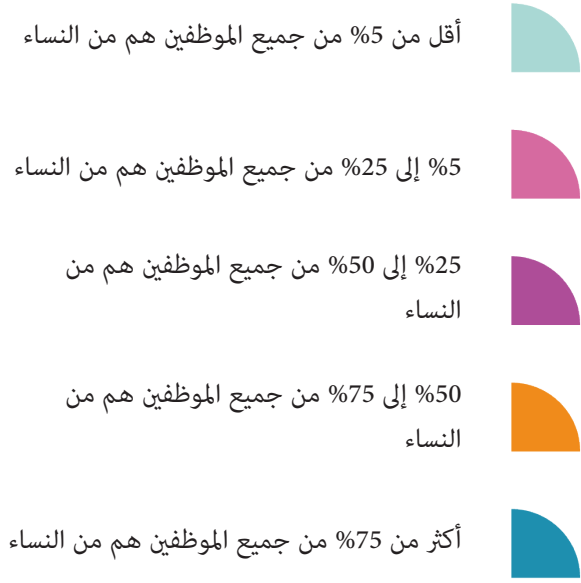 أقل من 5% من جميع الموظفين هم من النساء
5% إلى 25% من جميع الموظفين هم من النساء
25% إلى 50% من جميع الموظفين هم من
النساء
50% إلى 75% من جميع الموظفين هم من
النساء
أكثر من 75% من جميع الموظفين هم من النساء